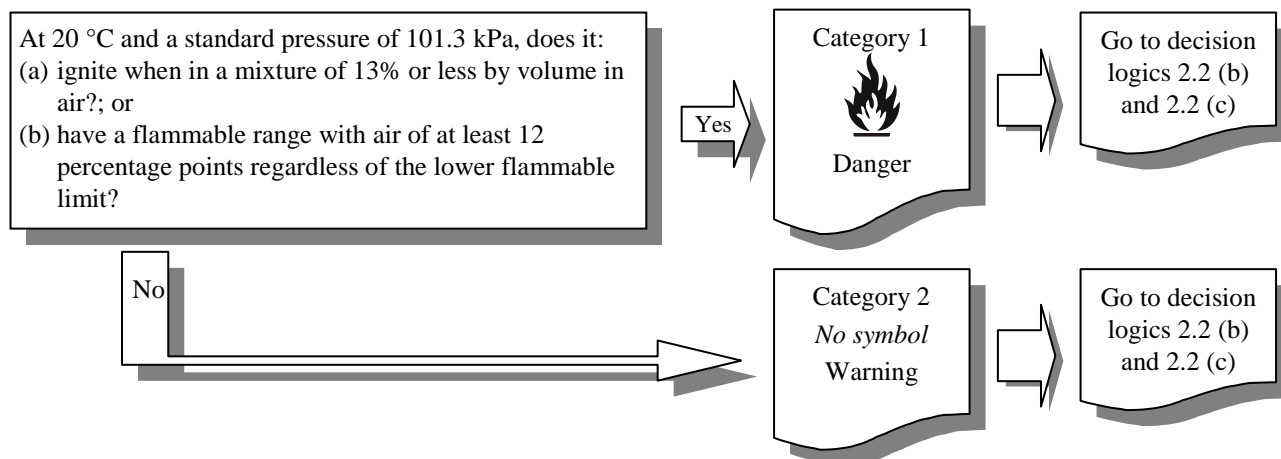 At 20 °C and a standard pressure of 101.3 kPa, does it:
(a) ignite when in a mixture of 13% or less by volume in
air?; or
(b) have a flammable range with air of at least 12
percentage points regardless of the lower flammable
limit?
Yes
Category 1
Danger
Go to decision
logics 2.2 (b)
and 2.2 (c)
No
Category 2
No symbol
Warning
Go to decision
logics 2.2 (b)
and 2.2 (c)